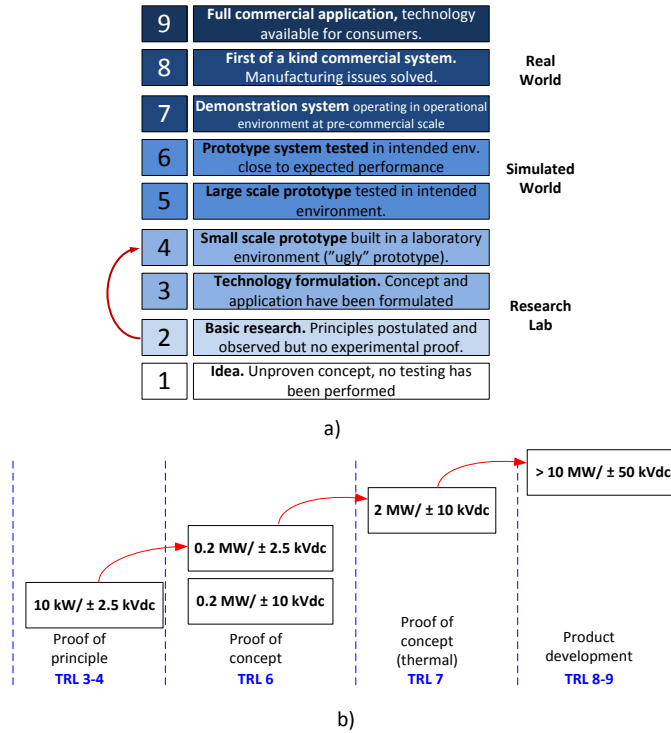 9
Full commercial application, technology
available for consumers.
8
First of a kind commercial system.
Manufacturing issues solved.
Real
World
7
Demonstration system operating in operational
environment at pre-commercial scale
6
Prototype system tested in intended env.
close to expected performance
Simulated
World
5
Large scale prototype tested in intended
environment.
4
Small scale prototype built in a laboratory
environment (”ugly” prototype).
3
Technology formulation. Concept and
application have been formulated
Research
Lab
2
Basic research. Principles postulated and
observed but no experimental proof.
1
Idea. Unproven concept, no testing has
been performed
a)
> 10 MW/ ± 50 kVdc
2 MW/ ± 10 kVdc
0.2 MW/ ± 2.5 kVdc
10 kW/ ± 2.5 kVdc
0.2 MW/ ± 10 kVdc
Proof of
principle
TRL 3-4
Proof of
concept
TRL 6
Proof of
concept
(thermal)
TRL 7
Product
development
TRL 8-9
b)